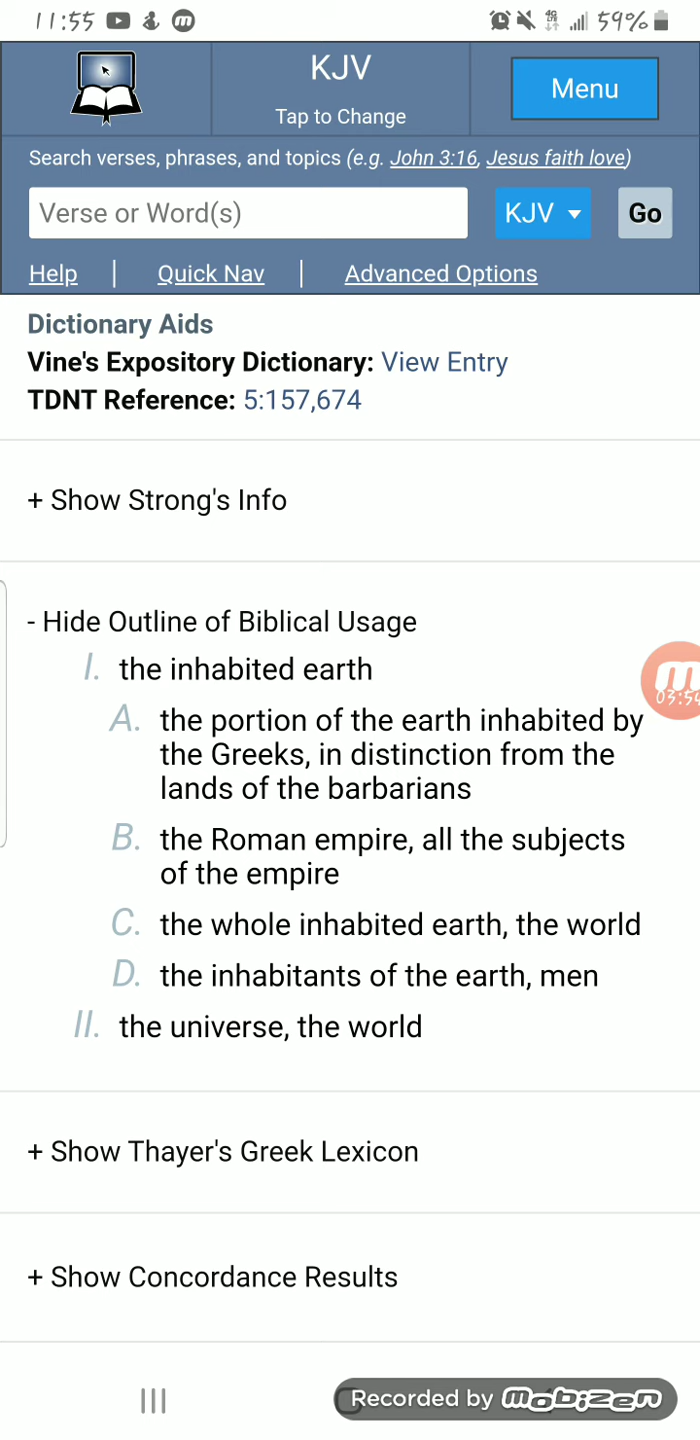 11:55
4G
59%
KJV
Tap to Change
Menu
Search verses, phrases, and topics (e.g. John 3:16, Jesus faith love)
Verse or Word(s)
KJV
Go
Help | Quick Nav | Advanced Options
Dictionary Aids
Vine's Expository Dictionary: View Entry
TDNT Reference: 5:157,674
+ Show Strong's Info
- Hide Outline of Biblical Usage
I. the inhabited earth
A. the portion of the earth inhabited by
the Greeks, in distinction from the
lands of the barbarians
B. the Roman empire, all the subjects
of the empire
C. the whole inhabited earth, the world
D. the inhabitants of the earth, men
II. the universe, the world
+ Show Thayer's Greek Lexicon
+ Show Concordance Results
Recorded by mobizen